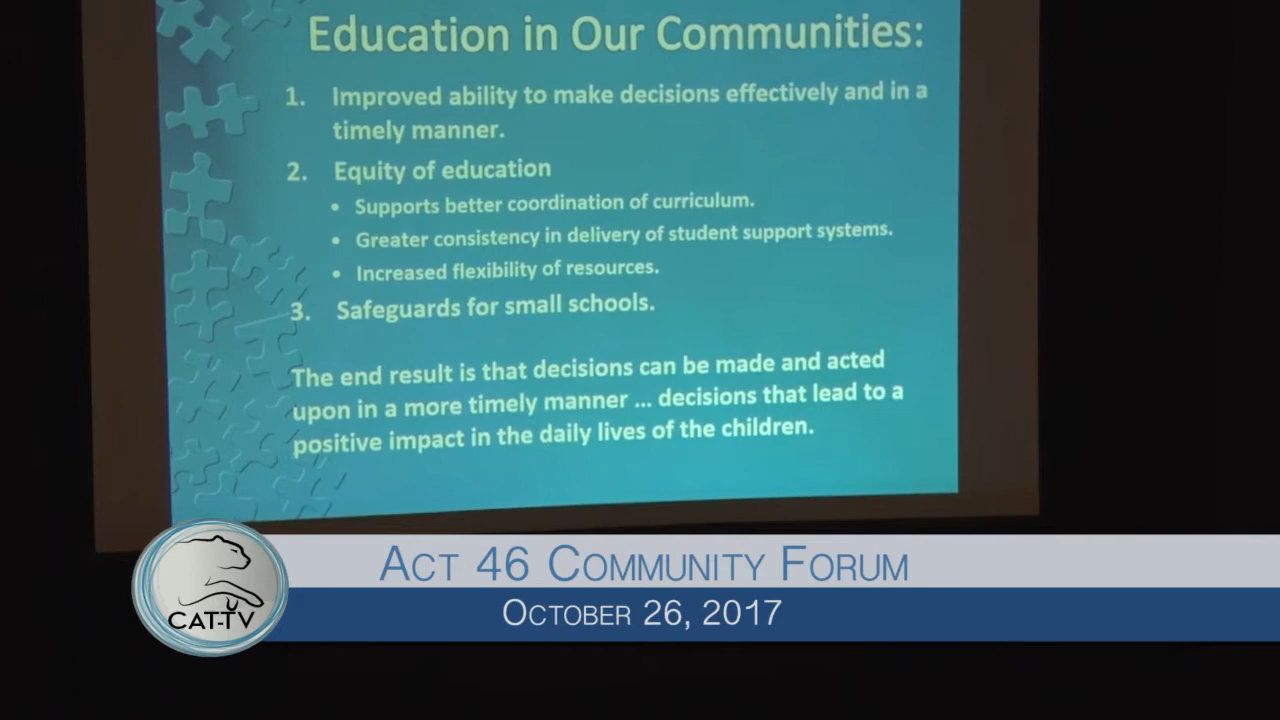 Education in Our Communities:
1. Improved ability to make decisions effectively and in a
timely manner.
2. Equity of education
• Supports better coordination of curriculum.
• Greater consistency in delivery of student support systems.
• Increased flexibility of resources.
3. Safeguards for small schools.
The end result is that decisions can be made and acted
upon in a more timely manner ... decisions that lead to a
positive impact in the daily lives of the children.
Act 46 Community Forum
October 26, 2017
CAT-TV